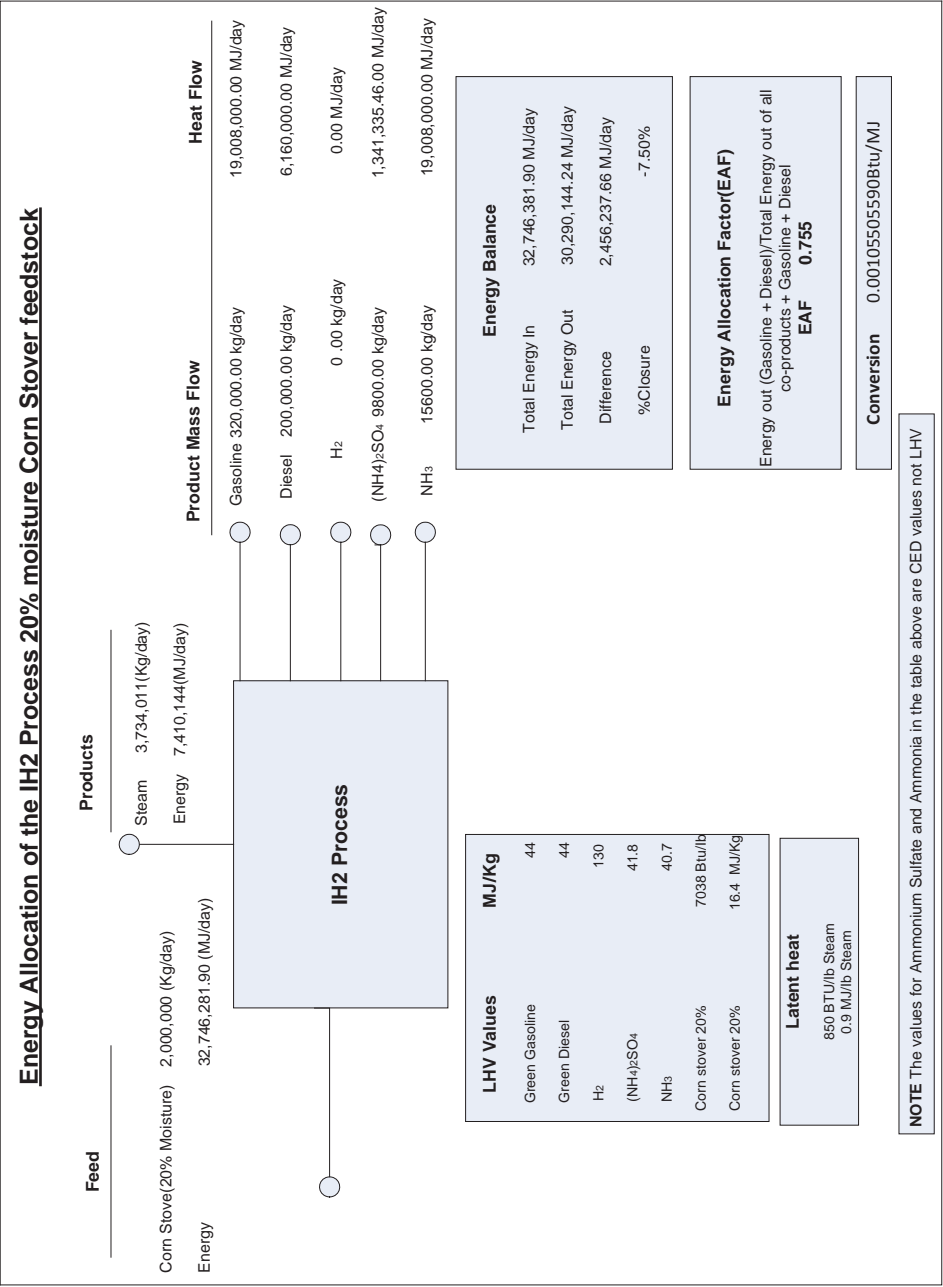 Energy Allocation of the IH2 Process 20% moisture Corn Stover feedstock
Feed
Corn Stove(20% Moisture) 2,000,000 (Kg/day)
Energy 32,746,281.90 (MJ/day)
Products
Steam 3,734,011(Kg/day)
Energy 7,410,144(MJ/day)
IH2 Process
Product Mass Flow Heat Flow
Gasoline 320,000.00 kg/day 19,008,000.00 MJ/day
Diesel 200,000.00 kg/day 6,160,000.00 MJ/day
H2 0 .00 kg/day 0.00 MJ/day
(NH4)2SO4 9800.00 kg/day 1,341,335.46.00 MJ/day
NH3 15600.00 kg/day 19,008,000.00 MJ/day
LHV Values MJ/Kg
Green Gasoline 44
Green Diesel 44
H2 130
(NH4)2SO4 41.8
NH3 40.7
Corn stover 20% 7038 Btu/lb
Corn stover 20% 16.4 MJ/Kg
Latent heat
850 BTU/lb Steam
0.9 MJ/lb Steam
Energy Balance
Total Energy In 32,746,381.90 MJ/day
Total Energy Out 30,290,144.24 MJ/day
Difference 2,456,237.66 MJ/day
%Closure -7.50%
Energy Allocation Factor(EAF)
Energy out (Gasoline + Diesel)/Total Energy out of all
co-products + Gasoline + Diesel
EAF 0.755
Conversion 0.00105505590Btu/MJ
NOTE The values for Ammonium Sulfate and Ammonia in the table above are CED values not LHV